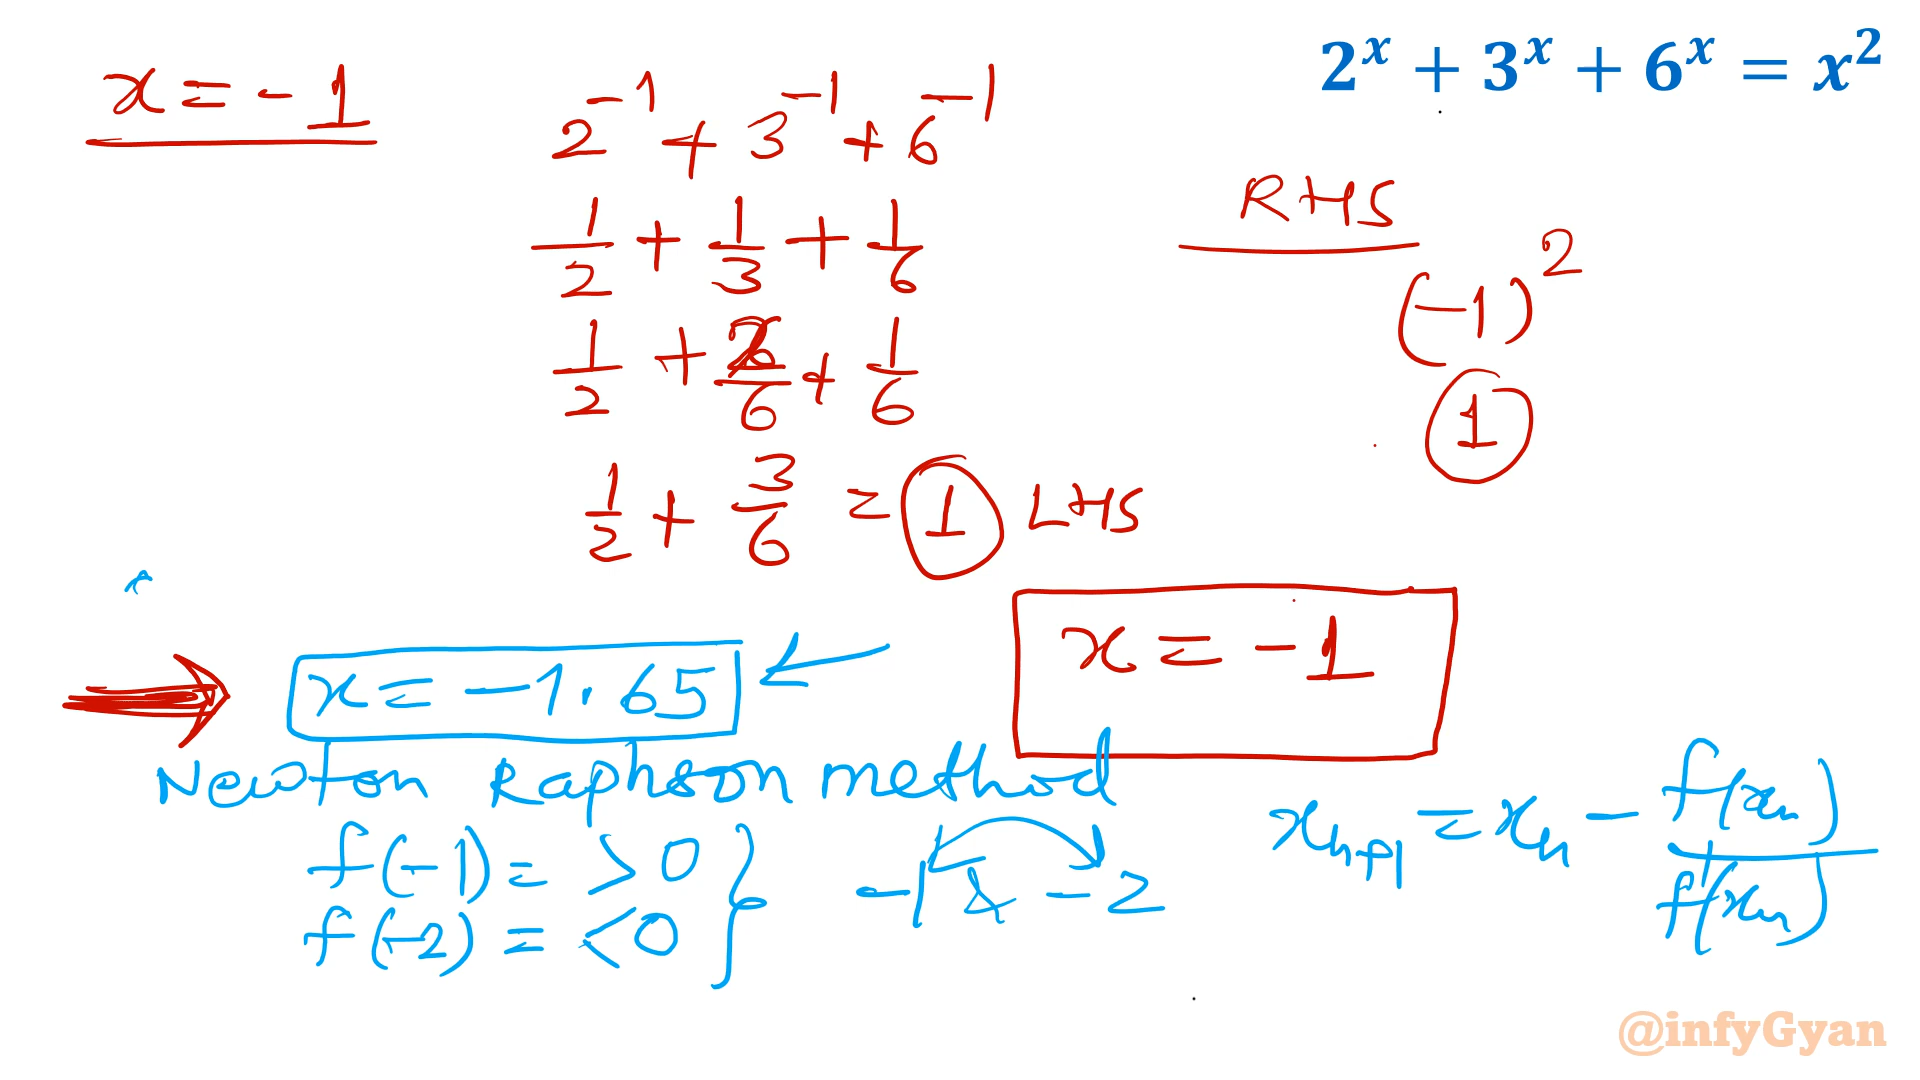 2^x + 3^x + 6^x = x^2
x = -1
2^-1 + 3^-1 + 6^-1
1/2 + 1/3 + 1/6
1/2 + 2/6 + 1/6
1/2 + 3/6 = 1 LHS
RHS
(-1)^2
1
x = -1
x = -1.65
Newton Raphson method
f(-1) = >0
f(-2) = <0
-1 & -2
x_{n+1} = x_n - f(x_n)/f'(x_n)
@infyGyan